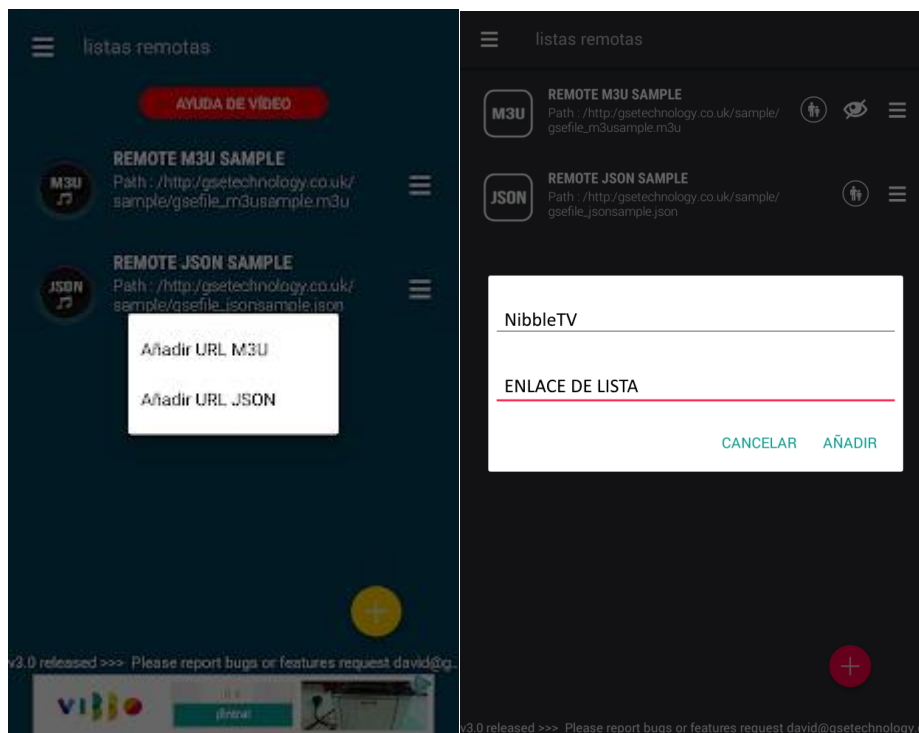 listas remotas
AYUDA DE VÍDEO
M3U
REMOTE M3U SAMPLE
Path : /http:/gsetechnology.co.uk/
sample/gsefile_m3usample.m3u
JSON
REMOTE JSON SAMPLE
Path : /http:/gsetechnology.co.uk/
sample/gsefile_jsonsample.json
Añadir URL M3U
Añadir URL JSON
+
v3.0 released >>> Please report bugs or features request david@g..
VIBBO
listas remotas
M3U
REMOTE M3U SAMPLE
Path : /http:/gsetechnology.co.uk/sample/
gsefile_m3usample.m3u
JSON
REMOTE JSON SAMPLE
Path : /http:/gsetechnology.co.uk/sample/
gsefile_jsonsample.json
NibbleTV
ENLACE DE LISTA
CANCELAR AÑADIR
+
v3.0 released >>> Please report bugs or features request david@gsetechnology.